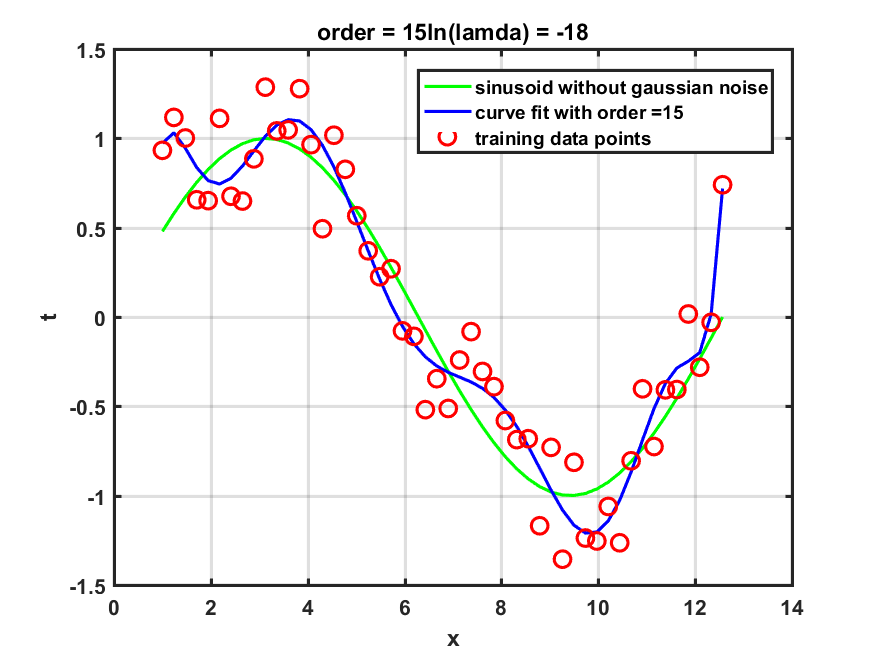 order = 15ln(lamda) = -18
sinusoid without gaussian noise
curve fit with order =15
training data points
1.5
1
0.5
0
-0.5
-1
-1.5
t
0 2 4 6 8 10 12 14
x